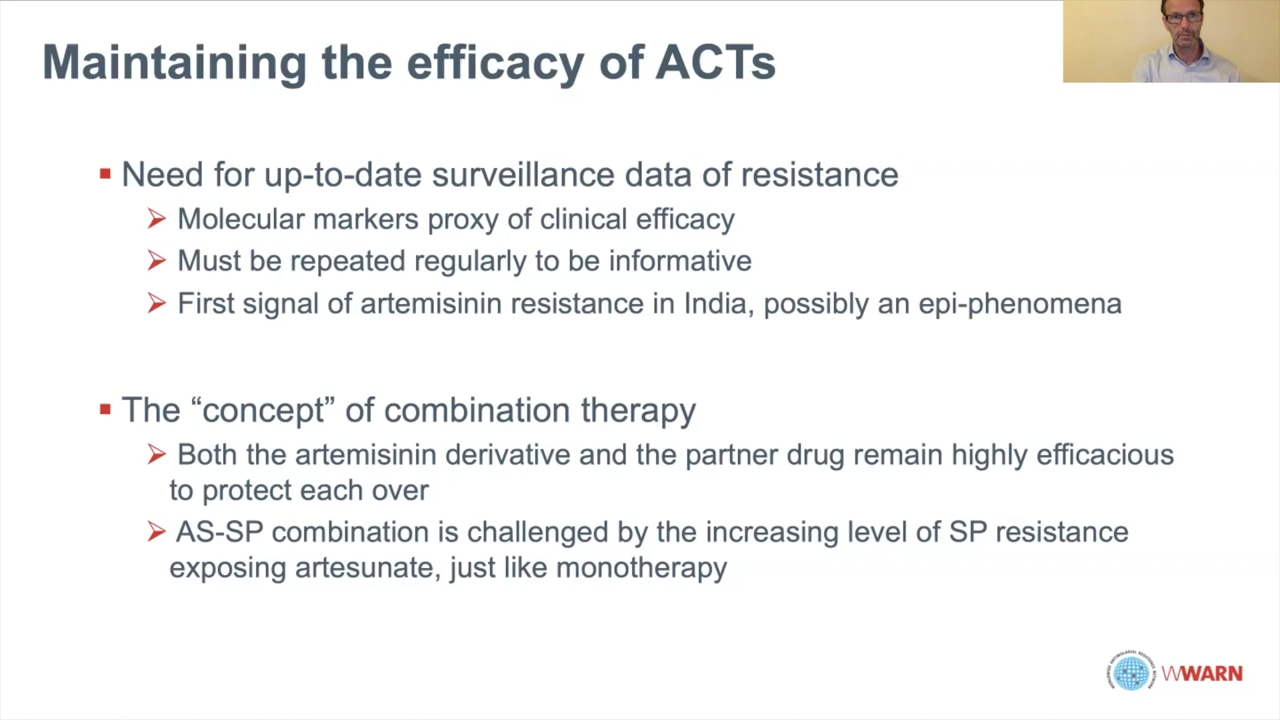 Maintaining the efficacy of ACTs
Need for up-to-date surveillance data of resistance
Molecular markers proxy of clinical efficacy
Must be repeated regularly to be informative
First signal of artemisinin resistance in India, possibly an epi-phenomena
The “concept” of combination therapy
Both the artemisinin derivative and the partner drug remain highly efficacious
to protect each over
AS-SP combination is challenged by the increasing level of SP resistance
exposing artesunate, just like monotherapy
WWARN